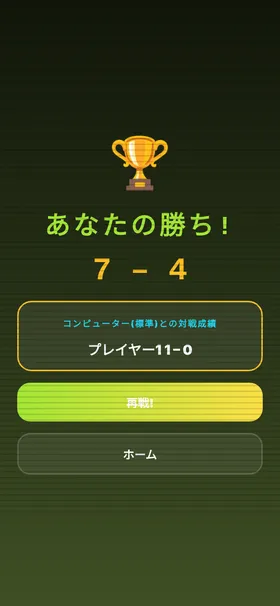 あなたの勝ち!
7 - 4
コンピューター(標準)との対戦成績
プレイヤー11-0
再戦!
ホーム